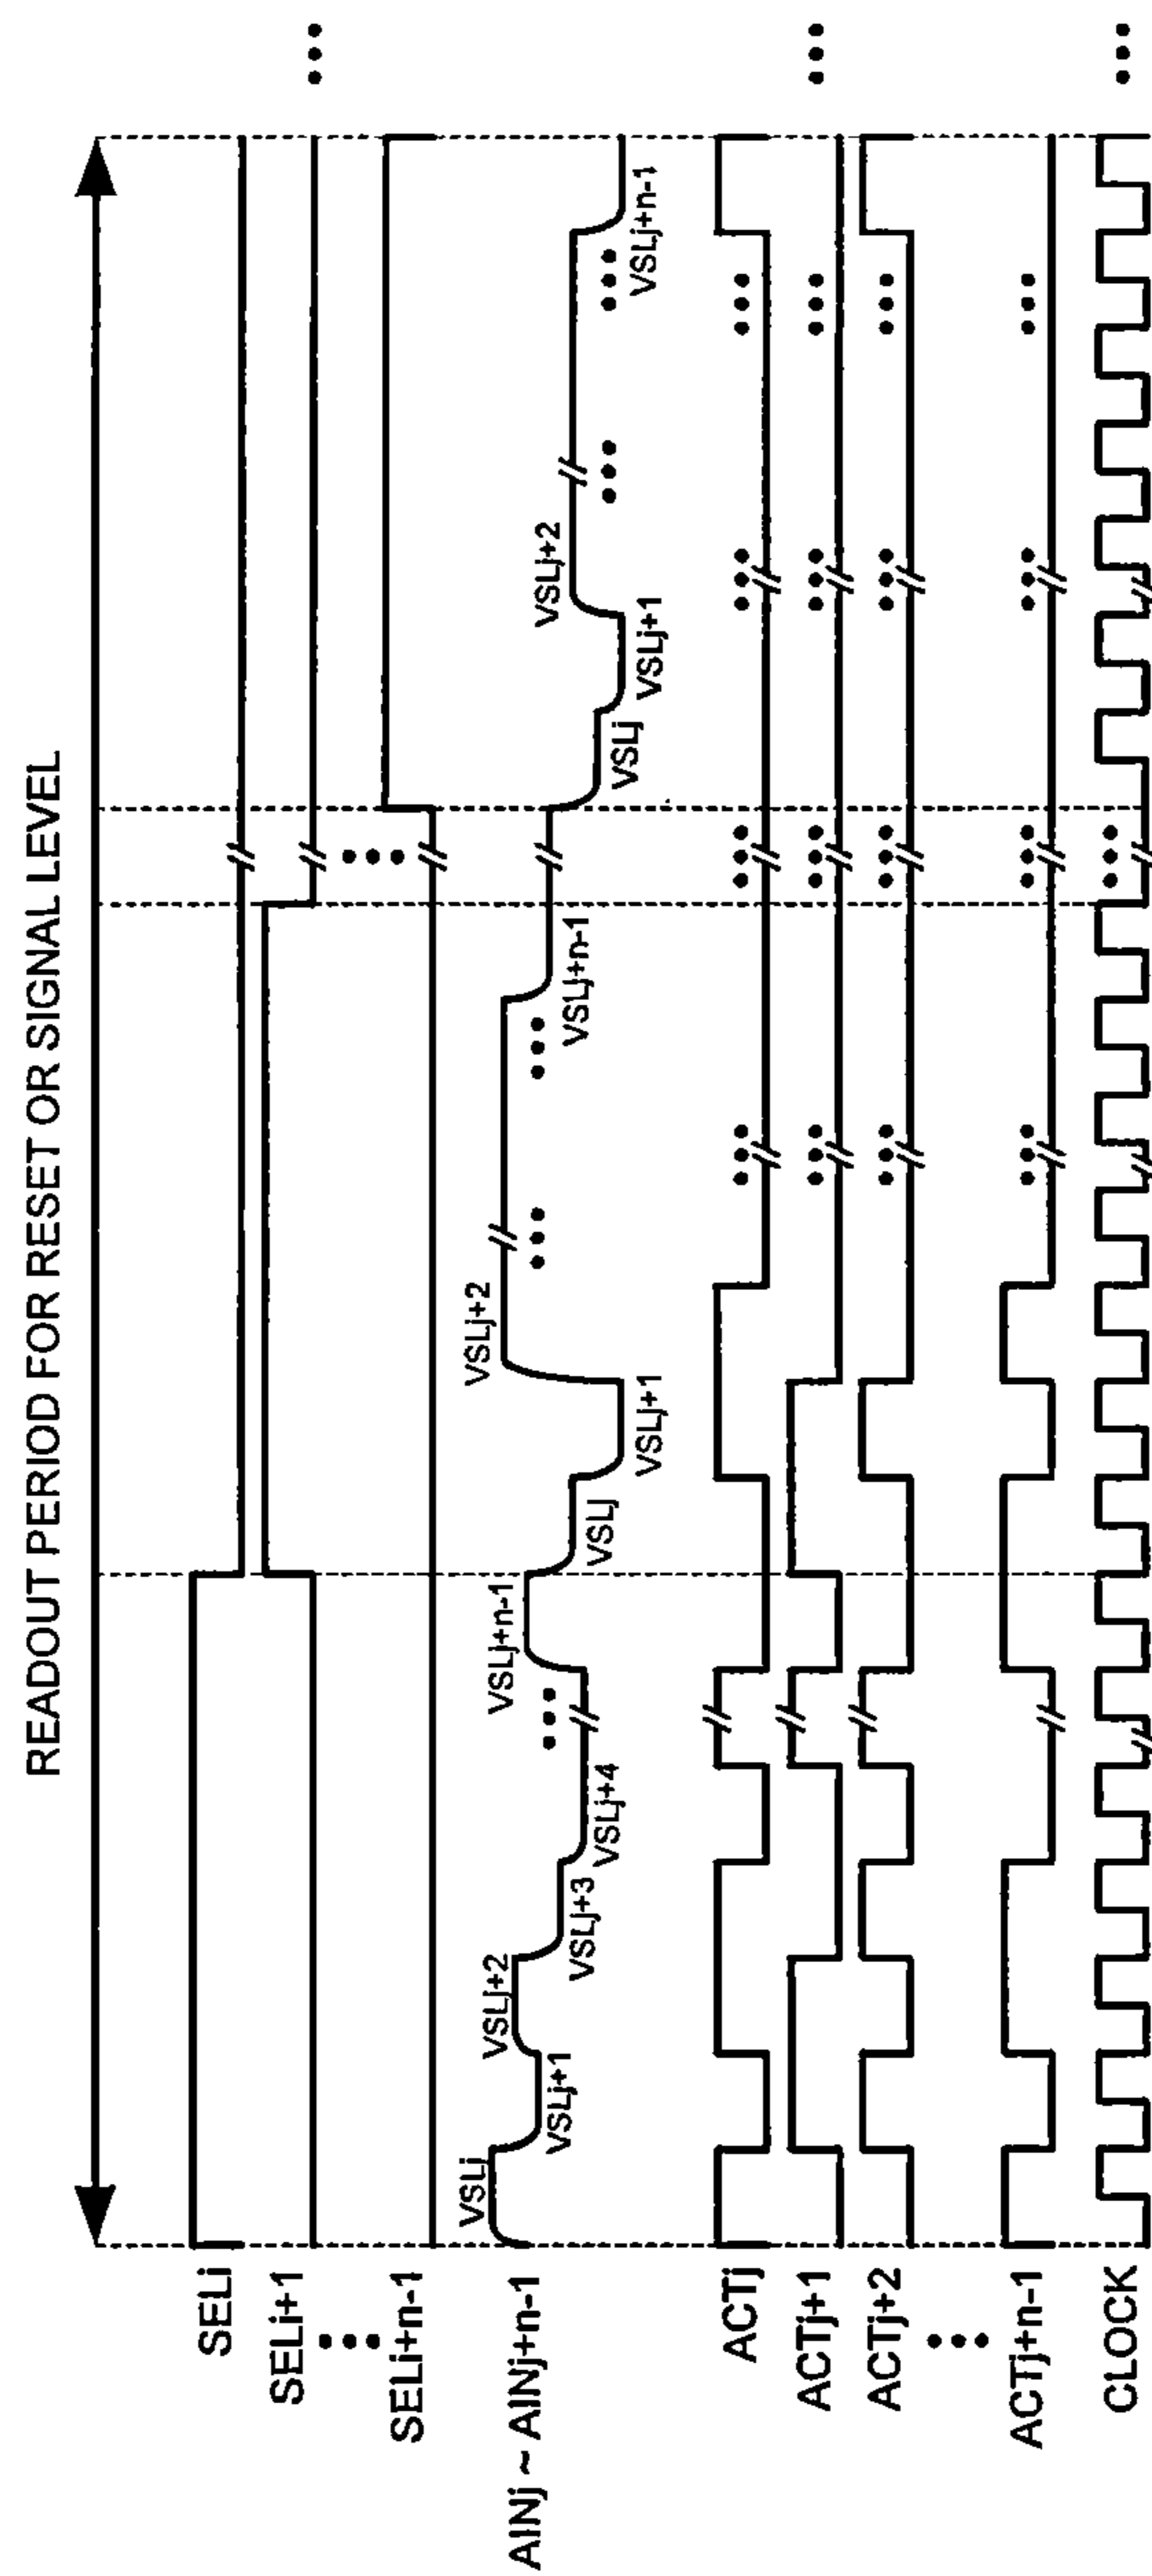 READOUT PERIOD FOR RESET OR SIGNAL LEVEL
SELi
SELi+1
SELi+n-1
AINj ~ AINj+n-1
VSLj
VSLj+1
VSLj+2
VSLj+3
VSLj+4
VSLj+n-1
VSLj
VSLj+1
VSLj+2
VSLj+n-1
VSLj
VSLj+1
VSLj+2
VSLj+n-1
ACTj
ACTj+1
ACTj+2
ACTj+n-1
CLOCK